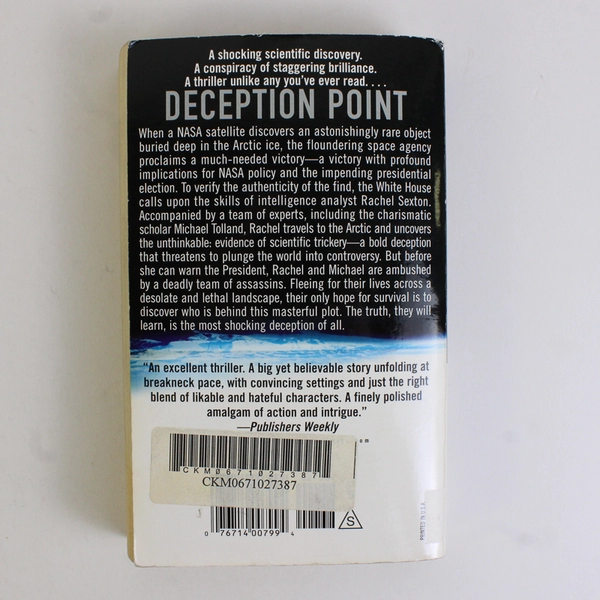 A shocking scientific discovery.
A conspiracy of staggering brilliance.
A thriller unlike any you've ever read. . . .
DECEPTION POINT
When a NASA satellite discovers an astonishingly rare object
buried deep in the Arctic ice, the floundering space agency
proclaims a much-needed victory—a victory with profound
implications for NASA policy and the impending presidential
election. To verify the authenticity of the find, the White House
calls upon the skills of intelligence analyst Rachel Sexton.
Accompanied by a team of experts, including the charismatic
scholar Michael Tolland, Rachel travels to the Arctic and uncovers
the unthinkable: evidence of scientific trickery—a bold deception
that threatens to plunge the world into controversy. But before
she can warn the President, Rachel and Michael are ambushed
by a deadly team of assassins. Fleeing for their lives across a
desolate and lethal landscape, their only hope for survival is to
discover who is behind this masterful plot. The truth, they will
learn, is the most shocking deception of all.
"An excellent thriller. A big yet believable story unfolding at
breakneck pace, with convincing settings and just the right
blend of likable and hateful characters. A finely polished
amalgam of action and intrigue."
—Publishers Weekly
CKM0671027387
CKM0671027387
S
0 76714 00799 4
PRINTED IN U.S.A.